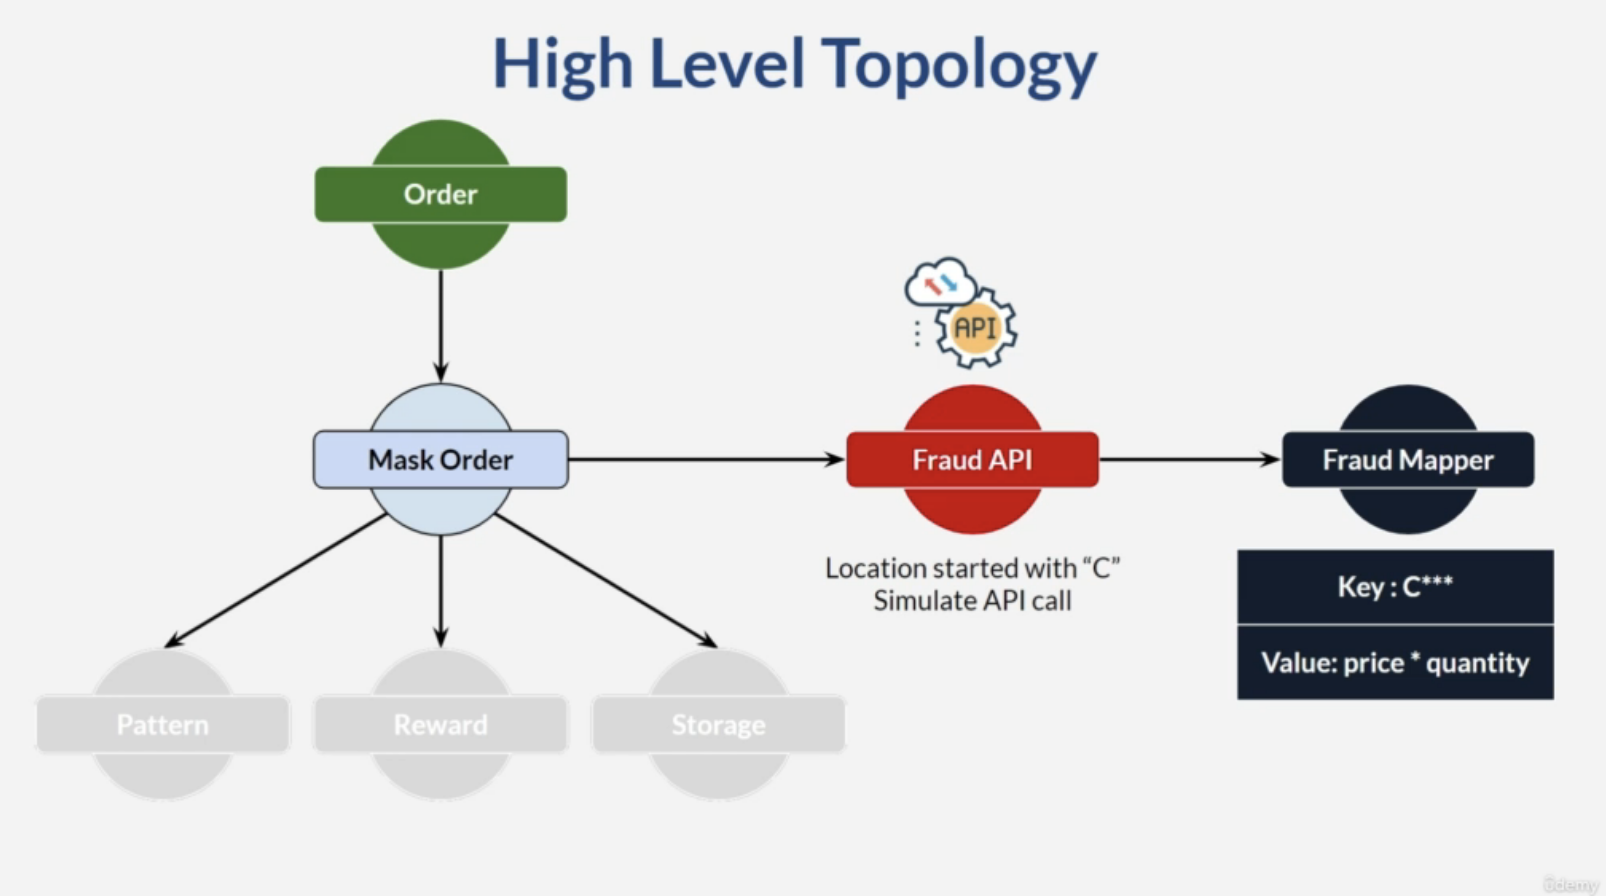 High Level Topology
Order
API
Mask Order
Fraud API
Fraud Mapper
Location started with “C”
Simulate API call
Key : C***
Value: price * quantity
Pattern
Reward
Storage
ûdemy